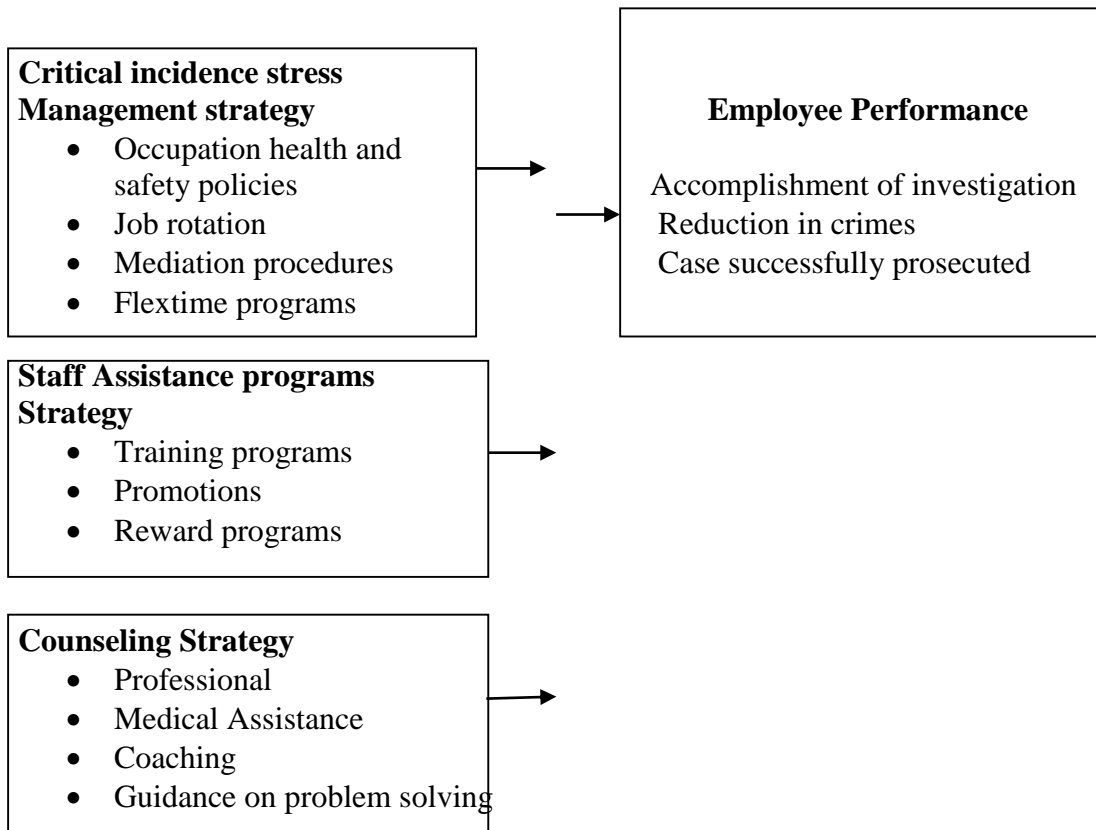 Critical incidence stress
Management strategy
• Occupation health and
safety policies
• Job rotation
• Mediation procedures
• Flextime programs
Employee Performance
Accomplishment of investigation
Reduction in crimes
Case successfully prosecuted
Staff Assistance programs
Strategy
• Training programs
• Promotions
• Reward programs
Counseling Strategy
• Professional
• Medical Assistance
• Coaching
• Guidance on problem solving